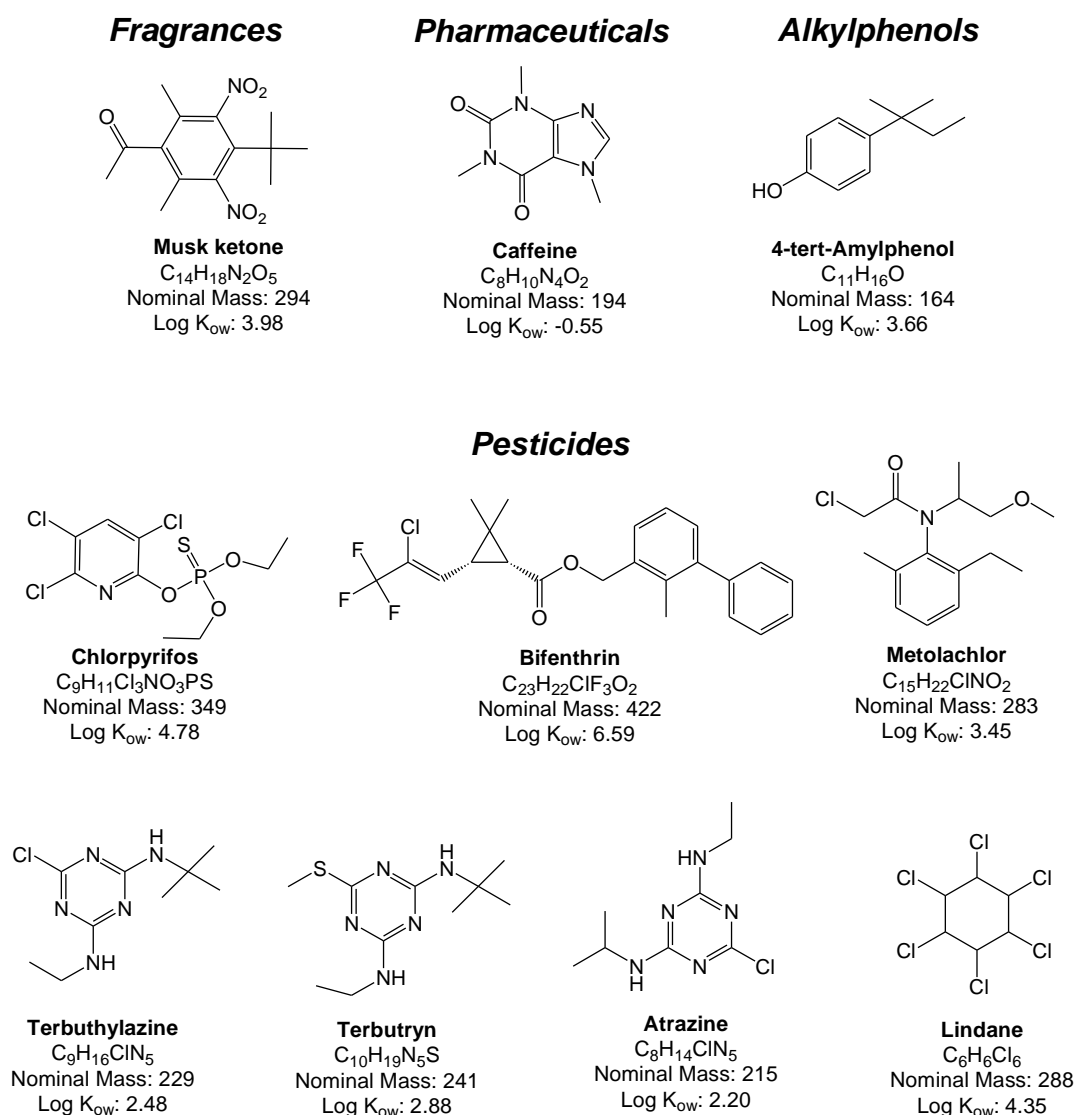 Fragrances
Pharmaceuticals
Alkylphenols
O
NO₂
NO₂
Musk ketone
C₁₄H₁₈N₂O₅
Nominal Mass: 294
Log Kₒw: 3.98
O
N
N
N
N
O
Caffeine
C₈H₁₀N₄O₂
Nominal Mass: 194
Log Kₒw: -0.55
HO
4-tert-Amylphenol
C₁₁H₁₆O
Nominal Mass: 164
Log Kₒw: 3.66
Pesticides
Cl
Cl
Cl
N
S
O
P
O
O
Chlorpyrifos
C₉H₁₁Cl₃NO₃PS
Nominal Mass: 349
Log Kₒw: 4.78
Cl
F
F
F
O
O
Bifenthrin
C₂₃H₂₂ClF₃O₂
Nominal Mass: 422
Log Kₒw: 6.59
O
Cl
N
O
Metolachlor
C₁₅H₂₂ClNO₂
Nominal Mass: 283
Log Kₒw: 3.45
Cl
N
H
N
N
N
NH
Terbuthylazine
C₉H₁₆ClN₅
Nominal Mass: 229
Log Kₒw: 2.48
S
N
H
N
N
N
NH
Terbutryn
C₁₀H₁₉N₅S
Nominal Mass: 241
Log Kₒw: 2.88
HN
N
N
N
H
N
Cl
Atrazine
C₈H₁₄ClN₅
Nominal Mass: 215
Log Kₒw: 2.20
Cl
Cl
Cl
Cl
Cl
Cl
Lindane
C₆H₆Cl₆
Nominal Mass: 288
Log Kₒw: 4.35